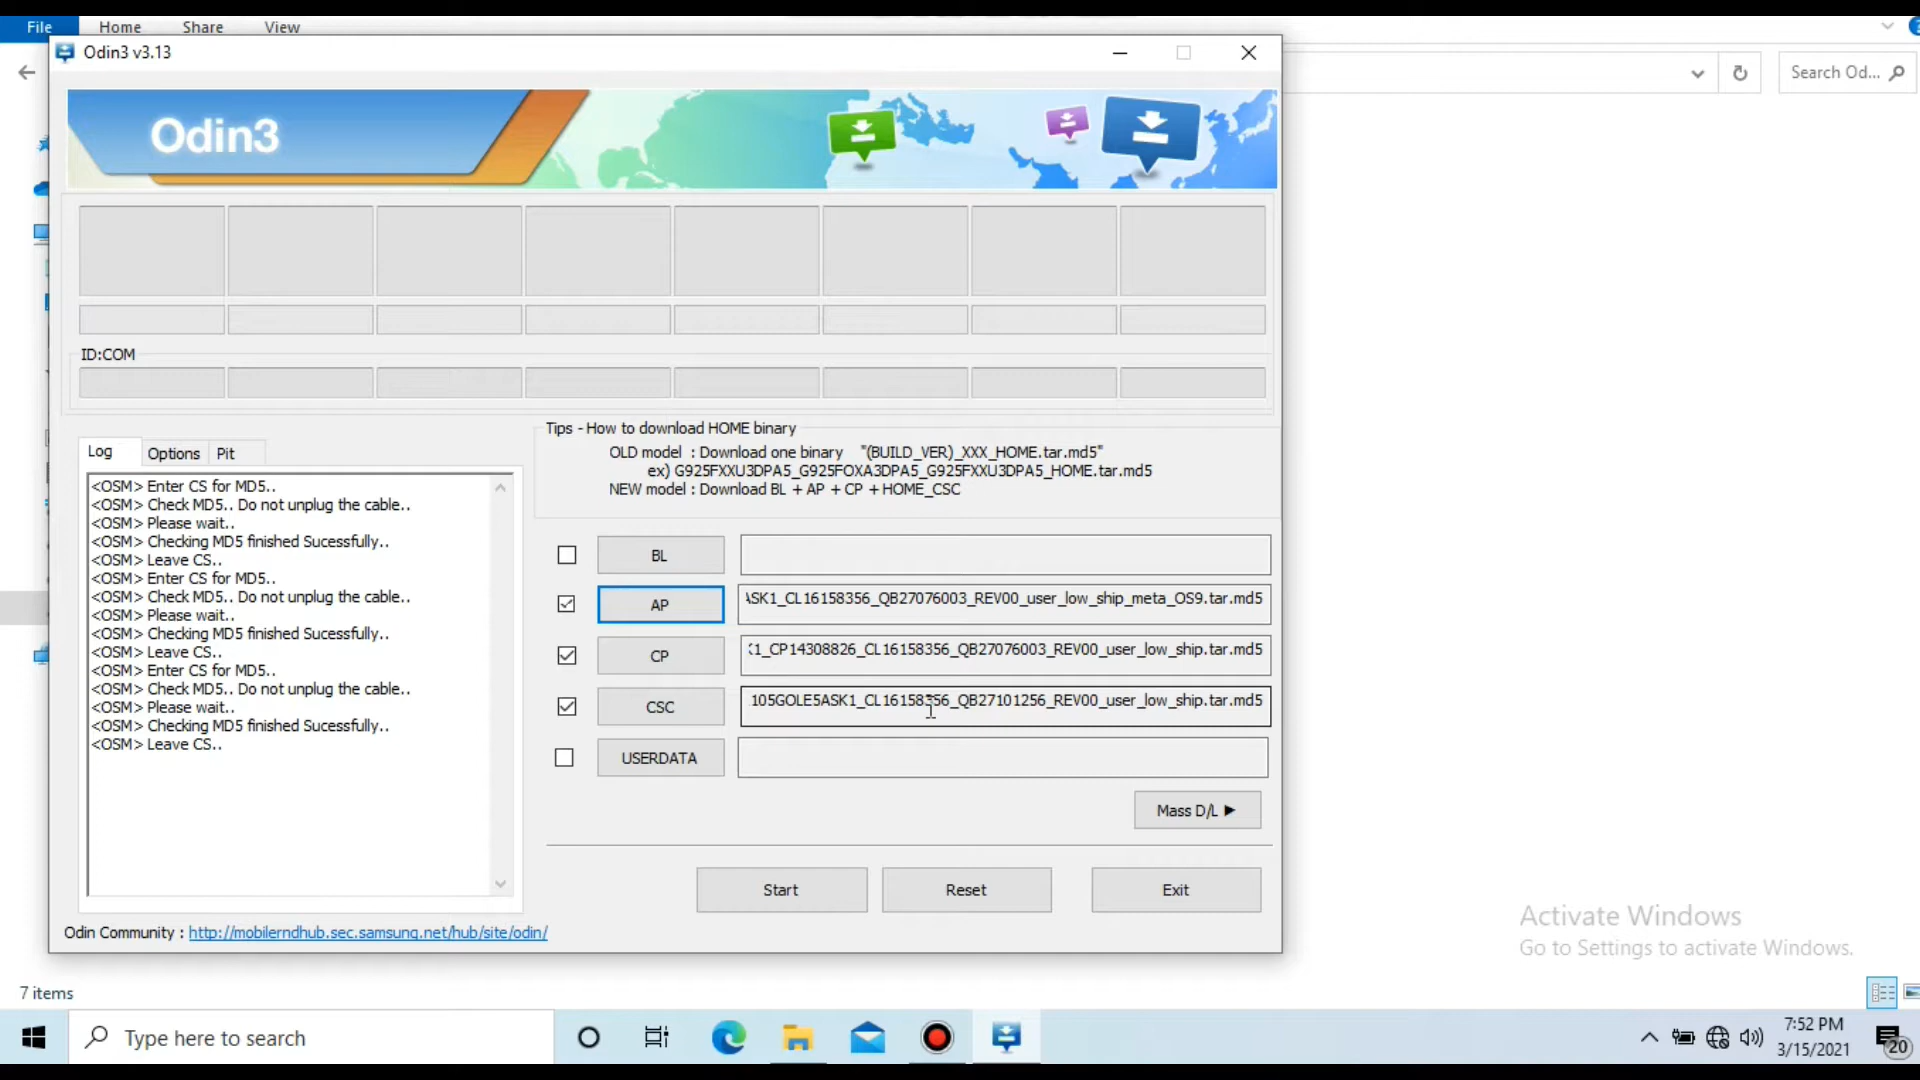 File Home Share View
Odin3 v3.13
Search Od...
Odin3
ID:COM
Log Options Pit
<OSM> Enter CS for MD5..
<OSM> Check MD5.. Do not unplug the cable..
<OSM> Please wait..
<OSM> Checking MD5 finished Sucessfully..
<OSM> Leave CS..
<OSM> Enter CS for MD5..
<OSM> Check MD5.. Do not unplug the cable..
<OSM> Please wait..
<OSM> Checking MD5 finished Sucessfully..
<OSM> Leave CS..
<OSM> Enter CS for MD5..
<OSM> Check MD5.. Do not unplug the cable..
<OSM> Please wait..
<OSM> Checking MD5 finished Sucessfully..
<OSM> Leave CS..
Tips - How to download HOME binary
OLD model : Download one binary "(BUILD_VER)_XXX_HOME.tar.md5"
ex) G925FXXU3DPA5_G925FOXA3DPA5_G925FXXU3DPA5_HOME.tar.md5
NEW model : Download BL + AP + CP + HOME_CSC
BL
AP ASK1_CL16158356_QB27076003_REV00_user_low_ship_meta_OS9.tar.md5
CP K1_CP14308826_CL16158356_QB27076003_REV00_user_low_ship.tar.md5
CSC 105GOLE5ASK1_CL16158356_QB27101256_REV00_user_low_ship.tar.md5
USERDATA
Mass D/L ►
Start Reset Exit
Odin Community : http://mobilerndhub.sec.samsung.net/hub/site/odin/
Activate Windows
Go to Settings to activate Windows.
7 items
Type here to search
7:52 PM
3/15/2021
20